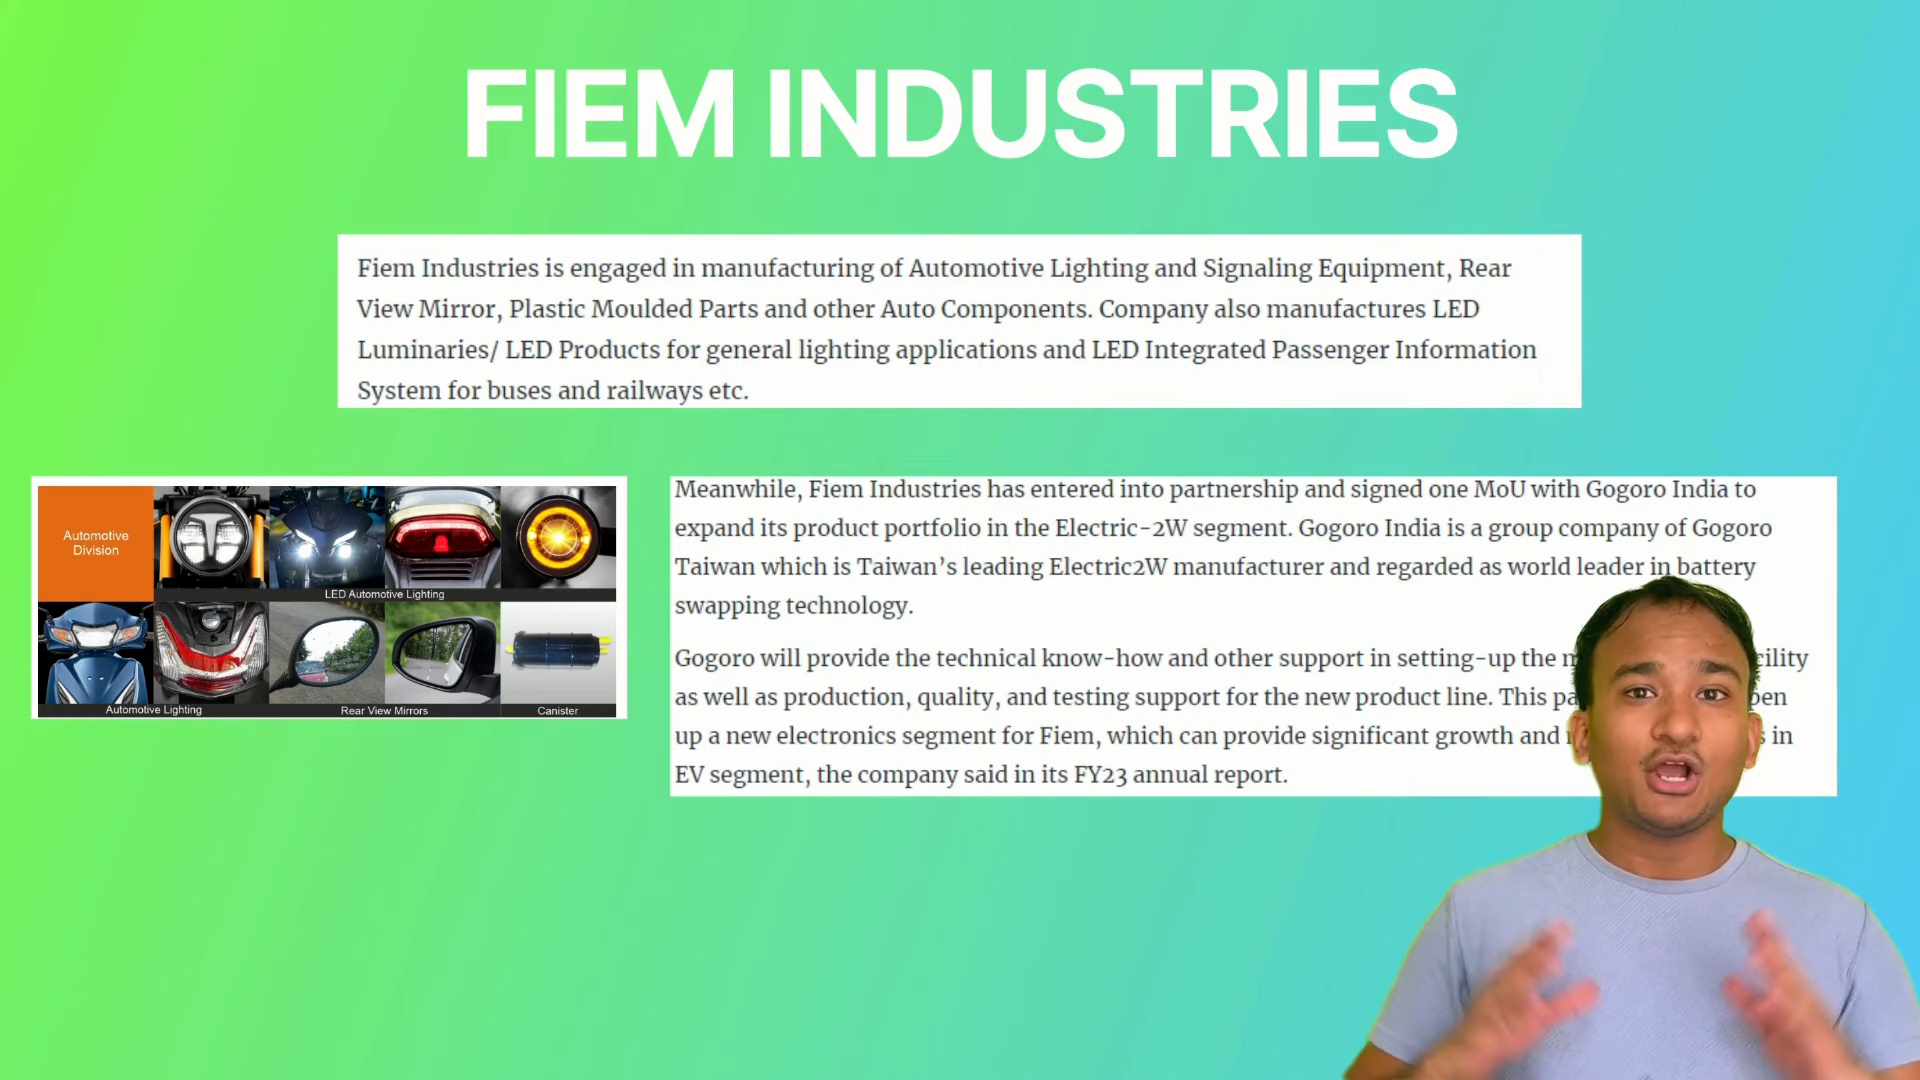 FIEM INDUSTRIES
Fiem Industries is engaged in manufacturing of Automotive Lighting and Signaling Equipment, Rear
View Mirror, Plastic Moulded Parts and other Auto Components. Company also manufactures LED
Luminaries/ LED Products for general lighting applications and LED Integrated Passenger Information
System for buses and railways etc.
Automotive
Division
LED Automotive Lighting
Automotive Lighting
Rear View Mirrors
Canister
Meanwhile, Fiem Industries has entered into partnership and signed one MoU with Gogoro India to
expand its product portfolio in the Electric-2W segment. Gogoro India is a group company of Gogoro
Taiwan which is Taiwan's leading Electric2W manufacturer and regarded as world leader in battery
swapping technology.
Gogoro will provide the technical know-how and other support in setting-up the
as well as production, quality, and testing support for the new product line. This
up a new electronics segment for Fiem, which can provide significant growth and in
EV segment, the company said in its FY23 annual report.